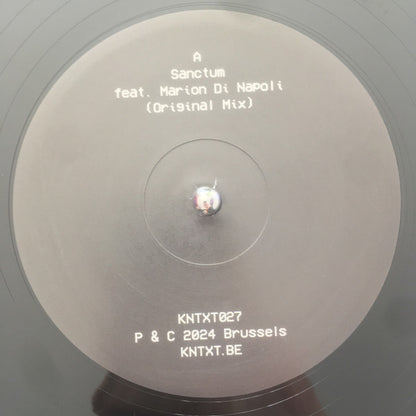 A
Sanctum
feat. Marion Di Napoli
(Original Mix)
KNTXT027
P & C 2024 Brussels
KNTXT.BE